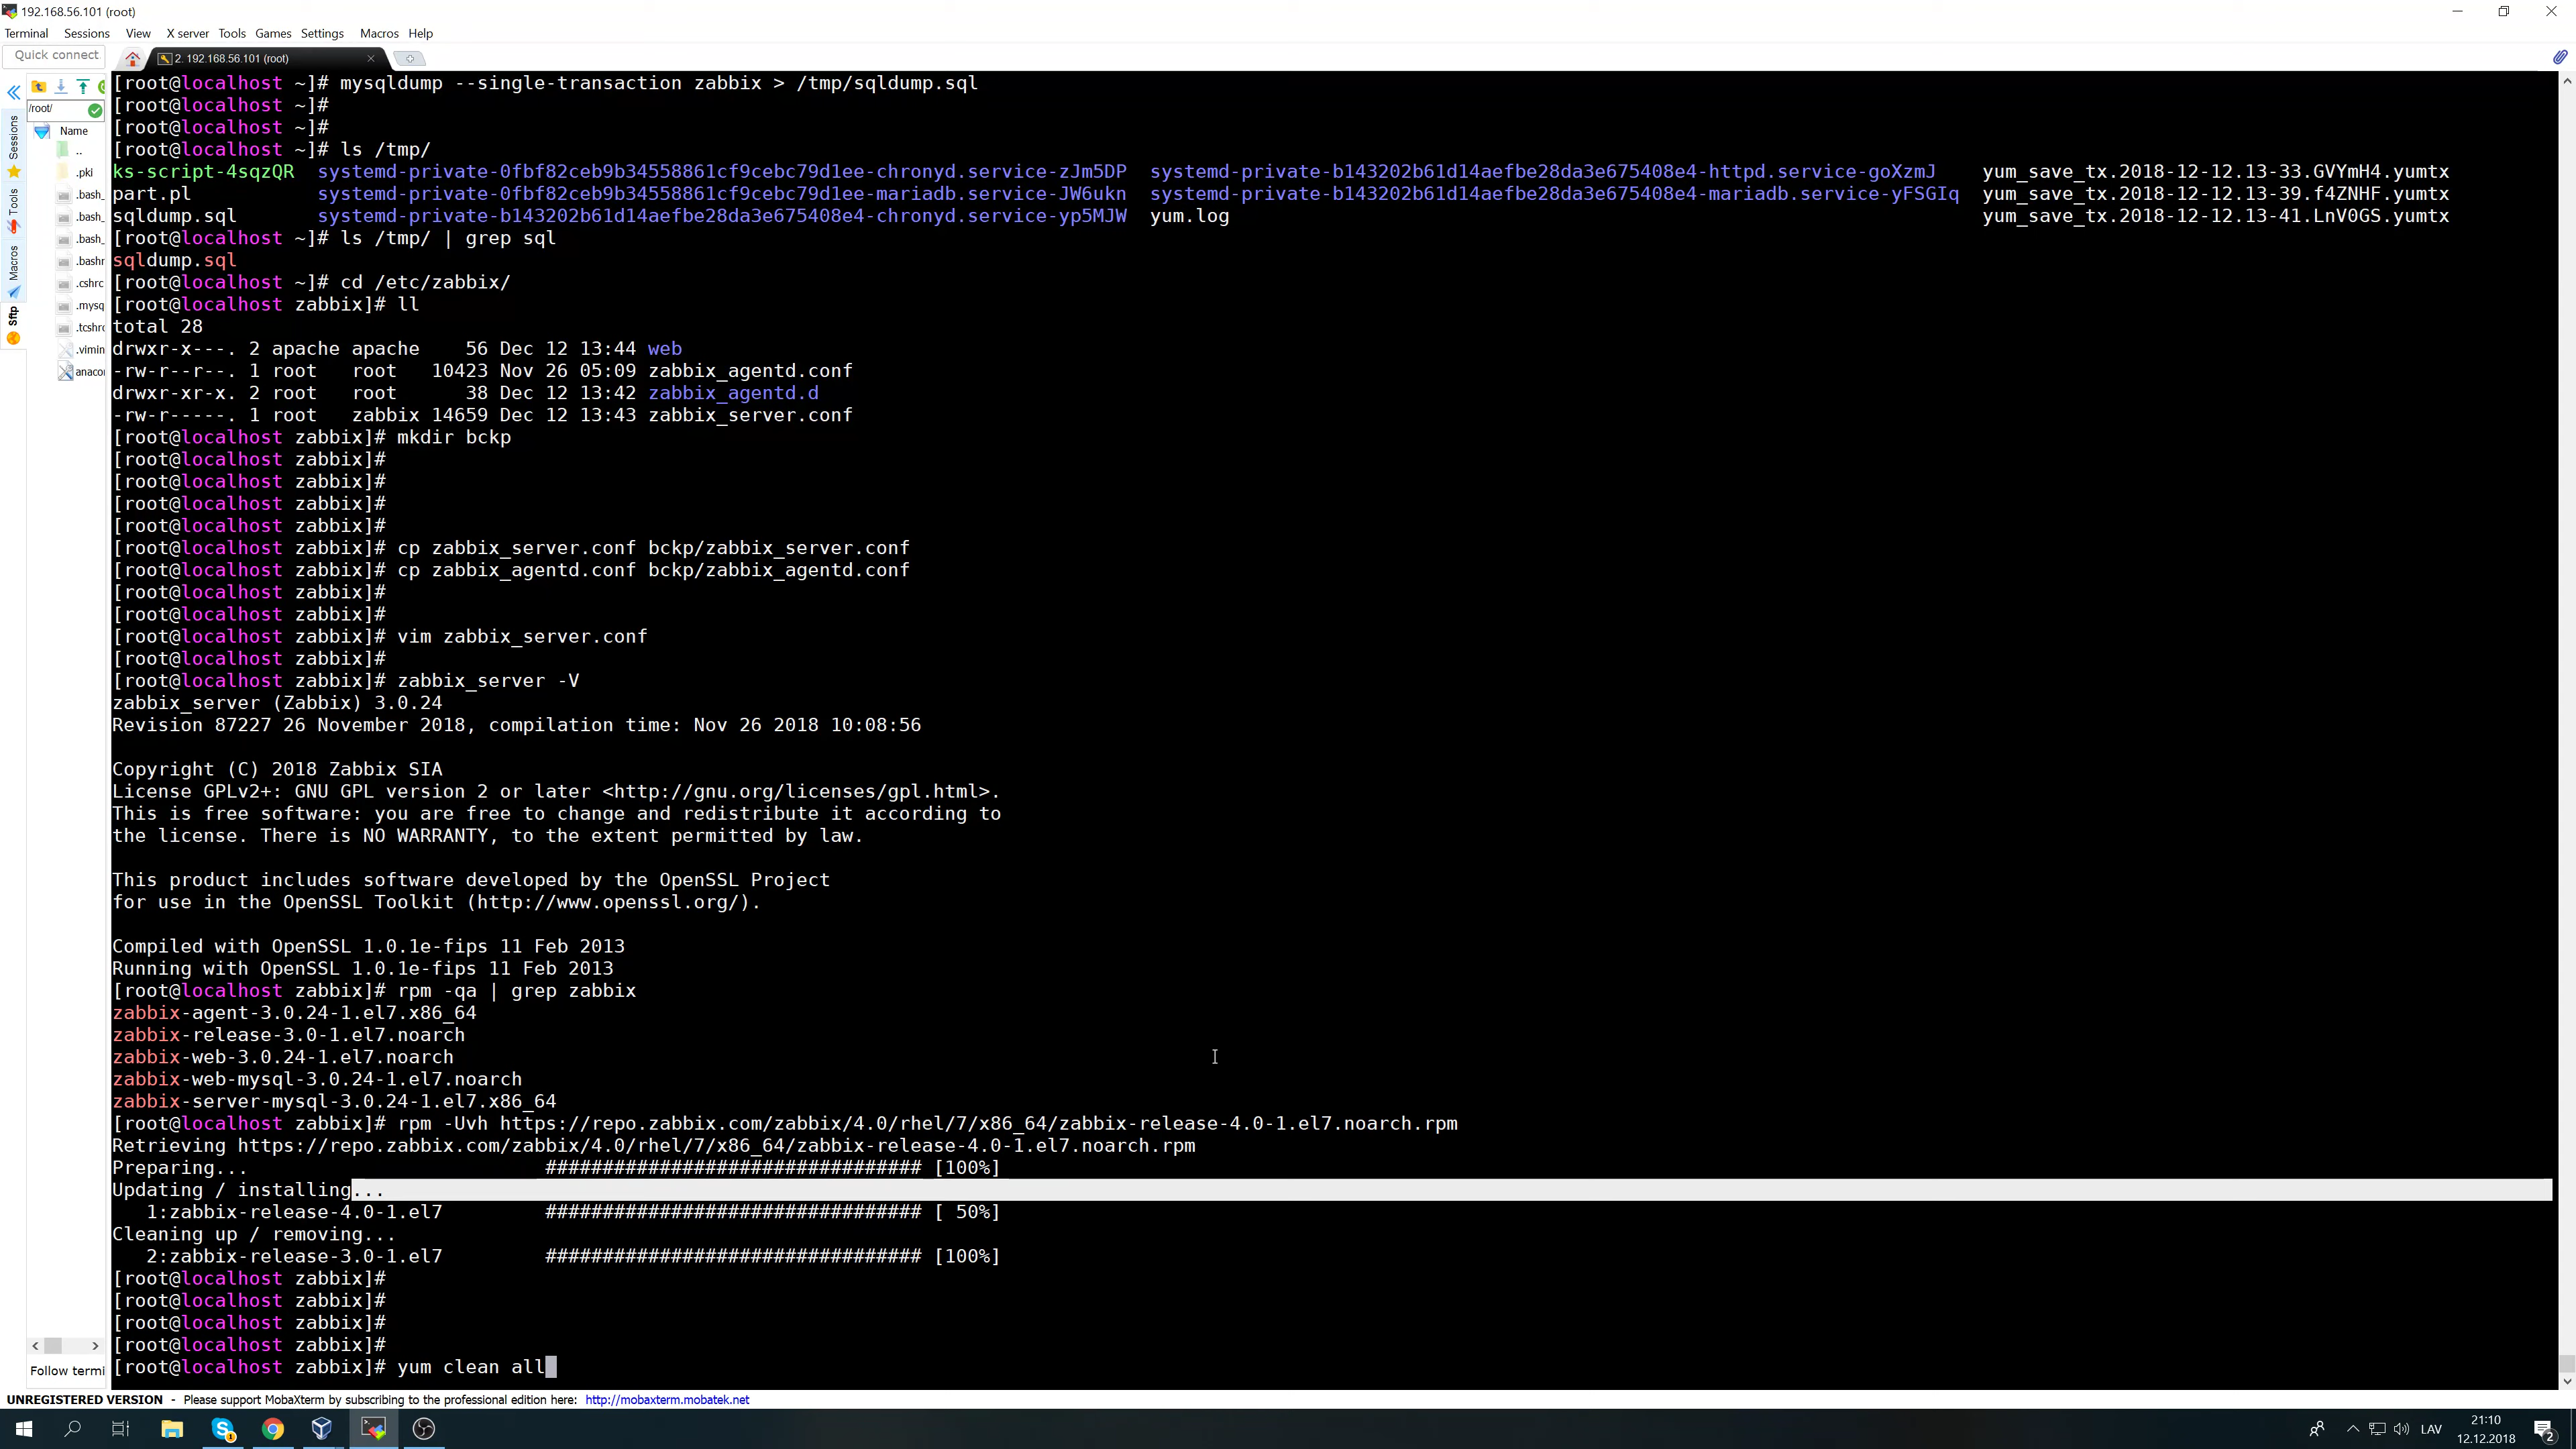 192.168.56.101 (root)
Terminal Sessions View X server Tools Games Settings Macros Help
Quick connect
2. 192.168.56.101 (root)
/root/
Name
..
.pki
.bash_
.bash_
.bash_
.bashr
.cshrc
.mysq
.tcshrc
.vimin
anacon
Sessions
Tools
Macros
Sftp
Follow termi
[root@localhost ~]# mysqldump --single-transaction zabbix > /tmp/sqldump.sql
[root@localhost ~]#
[root@localhost ~]#
[root@localhost ~]# ls /tmp/
ks-script-4sqzQR systemd-private-0fbf82ceb9b34558861cf9cebc79d1ee-chronyd.service-zJm5DP systemd-private-b143202b61d14aefbe28da3e675408e4-httpd.service-goXzmJ yum_save_tx.2018-12-12.13-33.GVYmH4.yumtx
part.pl systemd-private-0fbf82ceb9b34558861cf9cebc79d1ee-mariadb.service-JW6ukn systemd-private-b143202b61d14aefbe28da3e675408e4-mariadb.service-yFSGIq yum_save_tx.2018-12-12.13-39.f4ZNHF.yumtx
sqldump.sql systemd-private-b143202b61d14aefbe28da3e675408e4-chronyd.service-yp5MJW yum.log yum_save_tx.2018-12-12.13-41.LnV0GS.yumtx
[root@localhost ~]# ls /tmp/ | grep sql
sqldump.sql
[root@localhost ~]# cd /etc/zabbix/
[root@localhost zabbix]# ll
total 28
drwxr-x---. 2 apache apache 56 Dec 12 13:44 web
-rw-r--r--. 1 root root 10423 Nov 26 05:09 zabbix_agentd.conf
drwxr-xr-x. 2 root root 38 Dec 12 13:42 zabbix_agentd.d
-rw-r-----. 1 root zabbix 14659 Dec 12 13:43 zabbix_server.conf
[root@localhost zabbix]# mkdir bckp
[root@localhost zabbix]#
[root@localhost zabbix]#
[root@localhost zabbix]#
[root@localhost zabbix]#
[root@localhost zabbix]# cp zabbix_server.conf bckp/zabbix_server.conf
[root@localhost zabbix]# cp zabbix_agentd.conf bckp/zabbix_agentd.conf
[root@localhost zabbix]#
[root@localhost zabbix]#
[root@localhost zabbix]# vim zabbix_server.conf
[root@localhost zabbix]#
[root@localhost zabbix]# zabbix_server -V
zabbix_server (Zabbix) 3.0.24
Revision 87227 26 November 2018, compilation time: Nov 26 2018 10:08:56
Copyright (C) 2018 Zabbix SIA
License GPLv2+: GNU GPL version 2 or later <http://gnu.org/licenses/gpl.html>.
This is free software: you are free to change and redistribute it according to
the license. There is NO WARRANTY, to the extent permitted by law.
This product includes software developed by the OpenSSL Project
for use in the OpenSSL Toolkit (http://www.openssl.org/).
Compiled with OpenSSL 1.0.1e-fips 11 Feb 2013
Running with OpenSSL 1.0.1e-fips 11 Feb 2013
[root@localhost zabbix]# rpm -qa | grep zabbix
zabbix-agent-3.0.24-1.el7.x86_64
zabbix-release-3.0-1.el7.noarch
zabbix-web-3.0.24-1.el7.noarch
zabbix-web-mysql-3.0.24-1.el7.noarch
zabbix-server-mysql-3.0.24-1.el7.x86_64
[root@localhost zabbix]# rpm -Uvh https://repo.zabbix.com/zabbix/4.0/rhel/7/x86_64/zabbix-release-4.0-1.el7.noarch.rpm
Retrieving https://repo.zabbix.com/zabbix/4.0/rhel/7/x86_64/zabbix-release-4.0-1.el7.noarch.rpm
Preparing... ################################# [100%]
Updating / installing...
1:zabbix-release-4.0-1.el7 ################################# [ 50%]
Cleaning up / removing...
2:zabbix-release-3.0-1.el7 ################################# [100%]
[root@localhost zabbix]#
[root@localhost zabbix]#
[root@localhost zabbix]#
[root@localhost zabbix]#
[root@localhost zabbix]# yum clean all
UNREGISTERED VERSION - Please support MobaXterm by subscribing to the professional edition here: http://mobaxterm.mobatek.net
LAV
21:10
12.12.2018
2